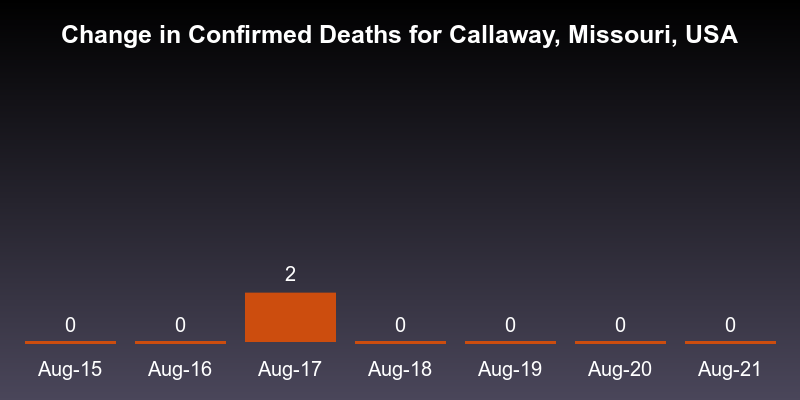 Change in Confirmed Deaths for Callaway, Missouri, USA
0 0 2 0 0 0 0
Aug-15 Aug-16 Aug-17 Aug-18 Aug-19 Aug-20 Aug-21